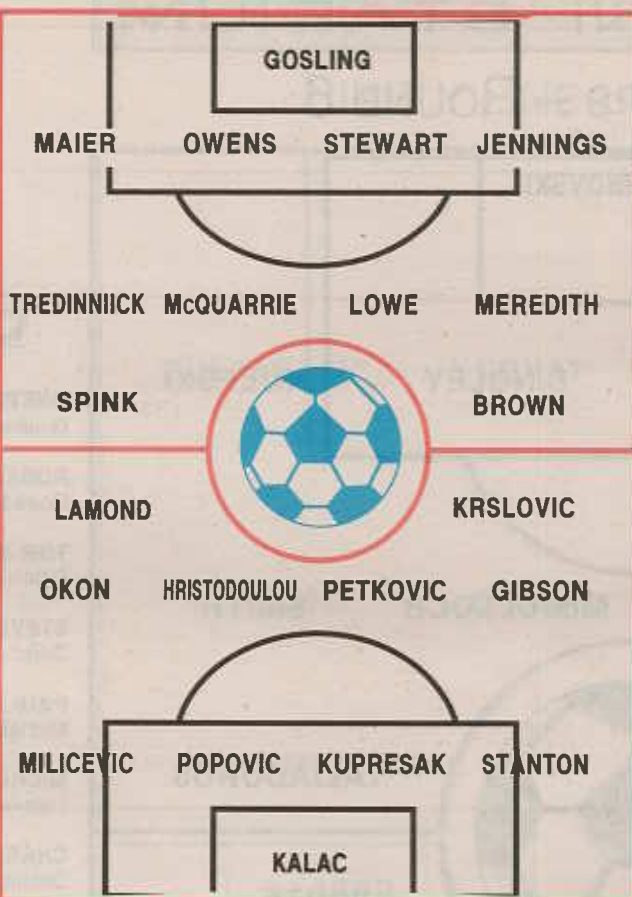 GOSLING
MAIER OWENS STEWART JENNINGS
TREDINNIICK McQUARRIE LOWE MEREDITH
SPINK BROWN
LAMOND KRSLOVIC
OKON HRISTODOULOU PETKOVIC GIBSON
MILICEVIC POPOVIC KUPRESAK STANTON
KALAC